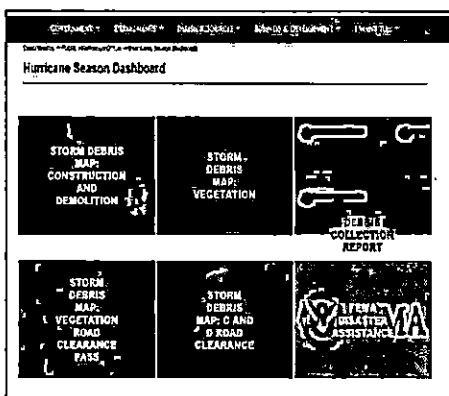 Hurricane Season Dashboard
STORM DEBRIS
MAP:
CONSTRUCTION
AND
DEMOLITION
STORM
DEBRIS
MAP:
VEGETATION
DEBRIS
COLLECTION
REPORT
STORM
DEBRIS
MAP:
VEGETATION
ROAD
CLEARANCE
PASS
STORM
DEBRIS
MAP: C AND
D ROAD
CLEARANCE
FEMA
DISASTER
ASSISTANCE